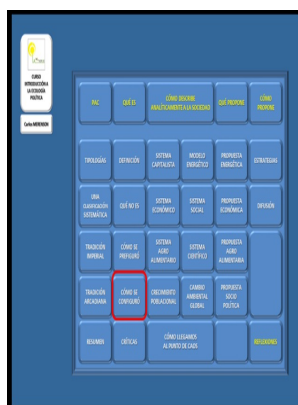 CURSO
INTRODUCCIÓN A
LA ECOLOGÍA
POLÍTICA
Carlos MERENSON
PAC
QUÉ ES
CÓMO DESCRIBE
ANALÍTICAMENTE A LA SOCIEDAD
QUÉ PROPONE
CÓMO
PROPONE
TIPOLOGÍAS
DEFINICIÓN
SISTEMA
CAPITALISTA
MODELO
ENERGÉTICO
PROPUESTA
ENERGÉTICA
ESTRATEGIAS
UNA
CLASIFICACIÓN
SISTEMÁTICA
QUÉ NO ES
SISTEMA
ECONÓMICO
SISTEMA
SOCIAL
PROPUESTA
ECONÓMICA
DIFUSIÓN
TRADICIÓN
IMPERIAL
CÓMO SE
PREFIGURÓ
SISTEMA
AGRO
ALIMENTARIO
SISTEMA
CIENTÍFICO
PROPUESTA
AGRO
ALIMENTARIA
TRADICIÓN
ARCADIANA
CÓMO SE
CONFIGURÓ
CRECIMIENTO
POBLACIONAL
CAMBIO
AMBIENTAL
GLOBAL
PROPUESTA
SOCIO
POLÍTICA
RESUMEN
CRÍTICAS
CÓMO LLEGAMOS
AL PUNTO DE CAOS
REFLEXIONES